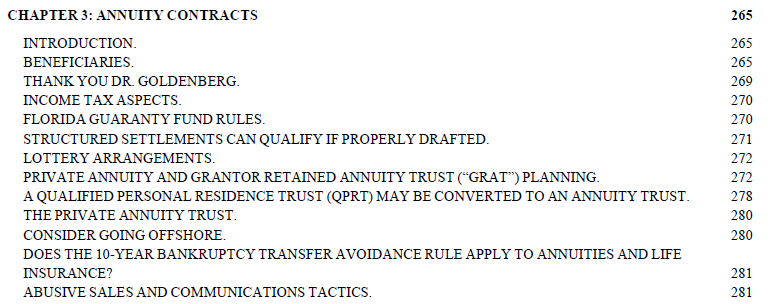 CHAPTER 3: ANNUITY CONTRACTS 265
INTRODUCTION. 265
BENEFICIARIES. 265
THANK YOU DR. GOLDENBERG. 269
INCOME TAX ASPECTS. 270
FLORIDA GUARANTY FUND RULES. 270
STRUCTURED SETTLEMENTS CAN QUALIFY IF PROPERLY DRAFTED. 271
LOTTERY ARRANGEMENTS. 272
PRIVATE ANNUITY AND GRANTOR RETAINED ANNUITY TRUST (“GRAT”) PLANNING. 272
A QUALIFIED PERSONAL RESIDENCE TRUST (QPRT) MAY BE CONVERTED TO AN ANNUITY TRUST. 278
THE PRIVATE ANNUITY TRUST. 280
CONSIDER GOING OFFSHORE. 280
DOES THE 10-YEAR BANKRUPTCY TRANSFER AVOIDANCE RULE APPLY TO ANNUITIES AND LIFE
INSURANCE? 281
ABUSIVE SALES AND COMMUNICATIONS TACTICS. 281